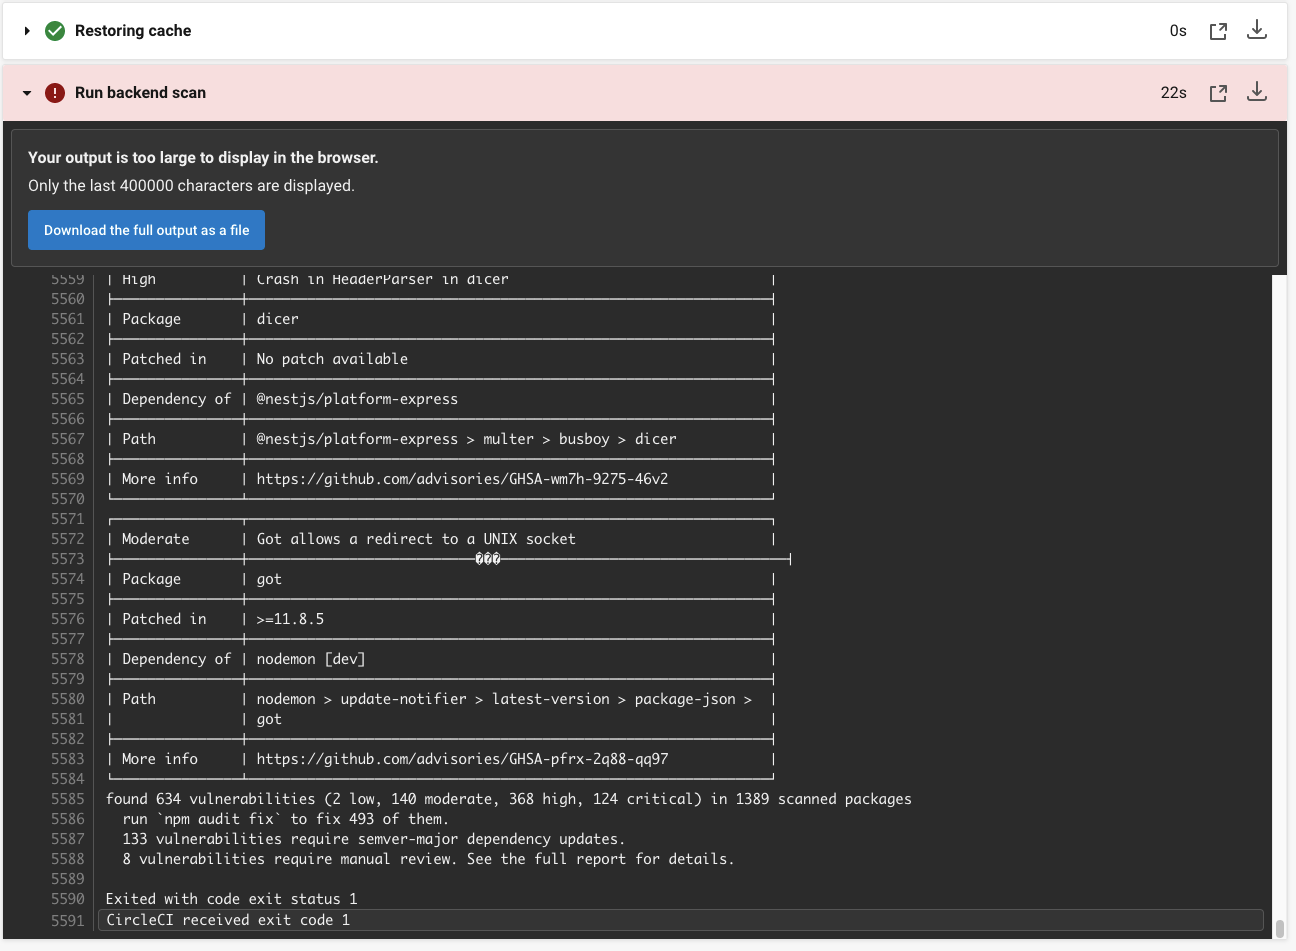 Restoring cache 0s
Run backend scan 22s
Your output is too large to display in the browser.
Only the last 400000 characters are displayed.
Download the full output as a file
5559 | High | Crash in HeaderParser in dicer |
5560
5561 | Package | dicer |
5562
5563 | Patched in | No patch available |
5564
5565 | Dependency of | @nestjs/platform-express |
5566
5567 | Path | @nestjs/platform-express > multer > busboy > dicer |
5568
5569 | More info | https://github.com/advisories/GHSA-wm7h-9275-46v2 |
5570
5571
5572 | Moderate | Got allows a redirect to a UNIX socket |
5573 ���
5574 | Package | got |
5575
5576 | Patched in | >=11.8.5 |
5577
5578 | Dependency of | nodemon [dev] |
5579
5580 | Path | nodemon > update-notifier > latest-version > package-json > |
5581 | | got |
5582
5583 | More info | https://github.com/advisories/GHSA-pfrx-2q88-qq97 |
5584
5585 found 634 vulnerabilities (2 low, 140 moderate, 368 high, 124 critical) in 1389 scanned packages
5586 run `npm audit fix` to fix 493 of them.
5587 133 vulnerabilities require semver-major dependency updates.
5588 8 vulnerabilities require manual review. See the full report for details.
5589
5590 Exited with code exit status 1
5591 CircleCI received exit code 1